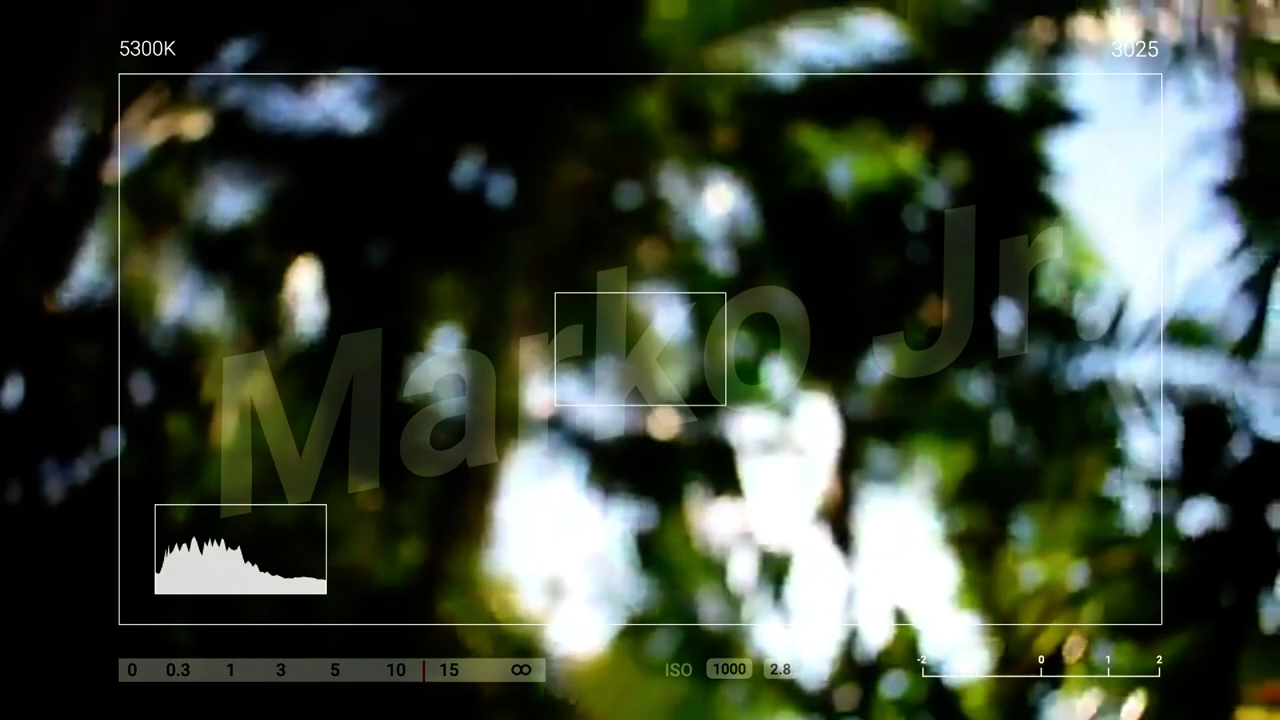 5300K
3025
Marko Jr.
0 0.3 1 3 5 10 15 ∞
ISO 1000 2.8
-2 0 1 2